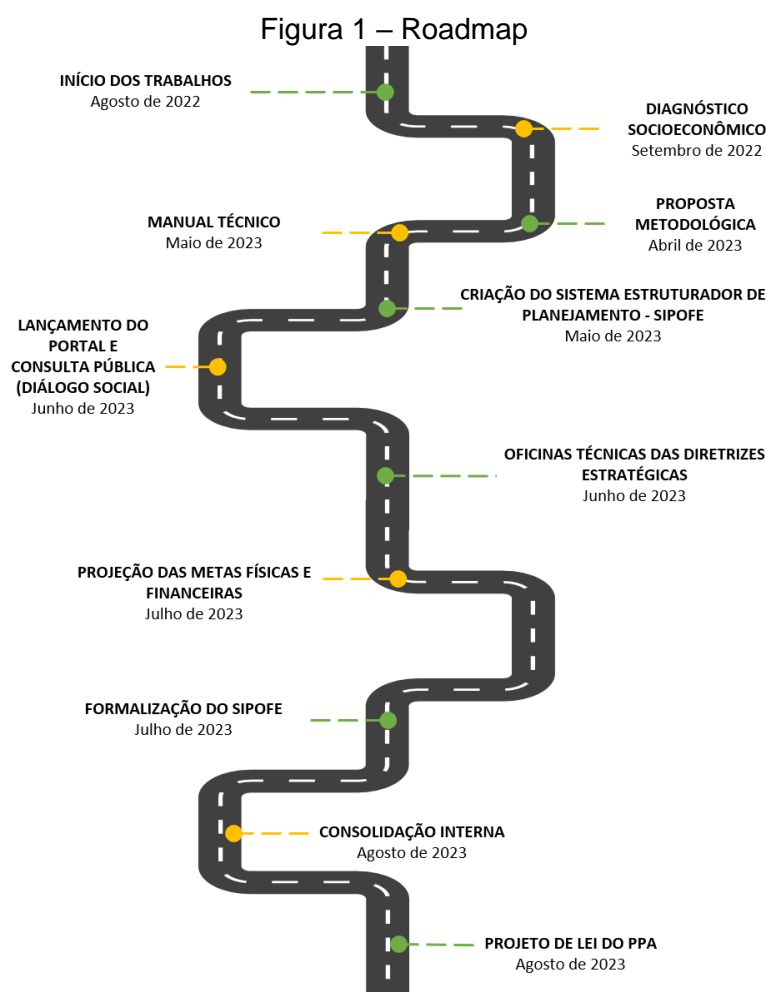 Figura 1 – Roadmap
INÍCIO DOS TRABALHOS
Agosto de 2022
DIAGNÓSTICO
SOCIOECONÔMICO
Setembro de 2022
PROPOSTA
METODOLÓGICA
Abril de 2023
MANUAL TÉCNICO
Maio de 2023
CRIAÇÃO DO SISTEMA ESTRUTURADOR DE
PLANEJAMENTO - SIPOFE
Maio de 2023
LANÇAMENTO DO
PORTAL E
CONSULTA PÚBLICA
(DIÁLOGO SOCIAL)
Junho de 2023
OFICINAS TÉCNICAS DAS DIRETRIZES
ESTRATÉGICAS
Junho de 2023
PROJEÇÃO DAS METAS FÍSICAS E
FINANCEIRAS
Julho de 2023
FORMALIZAÇÃO DO SIPOFE
Julho de 2023
CONSOLIDAÇÃO INTERNA
Agosto de 2023
PROJETO DE LEI DO PPA
Agosto de 2023